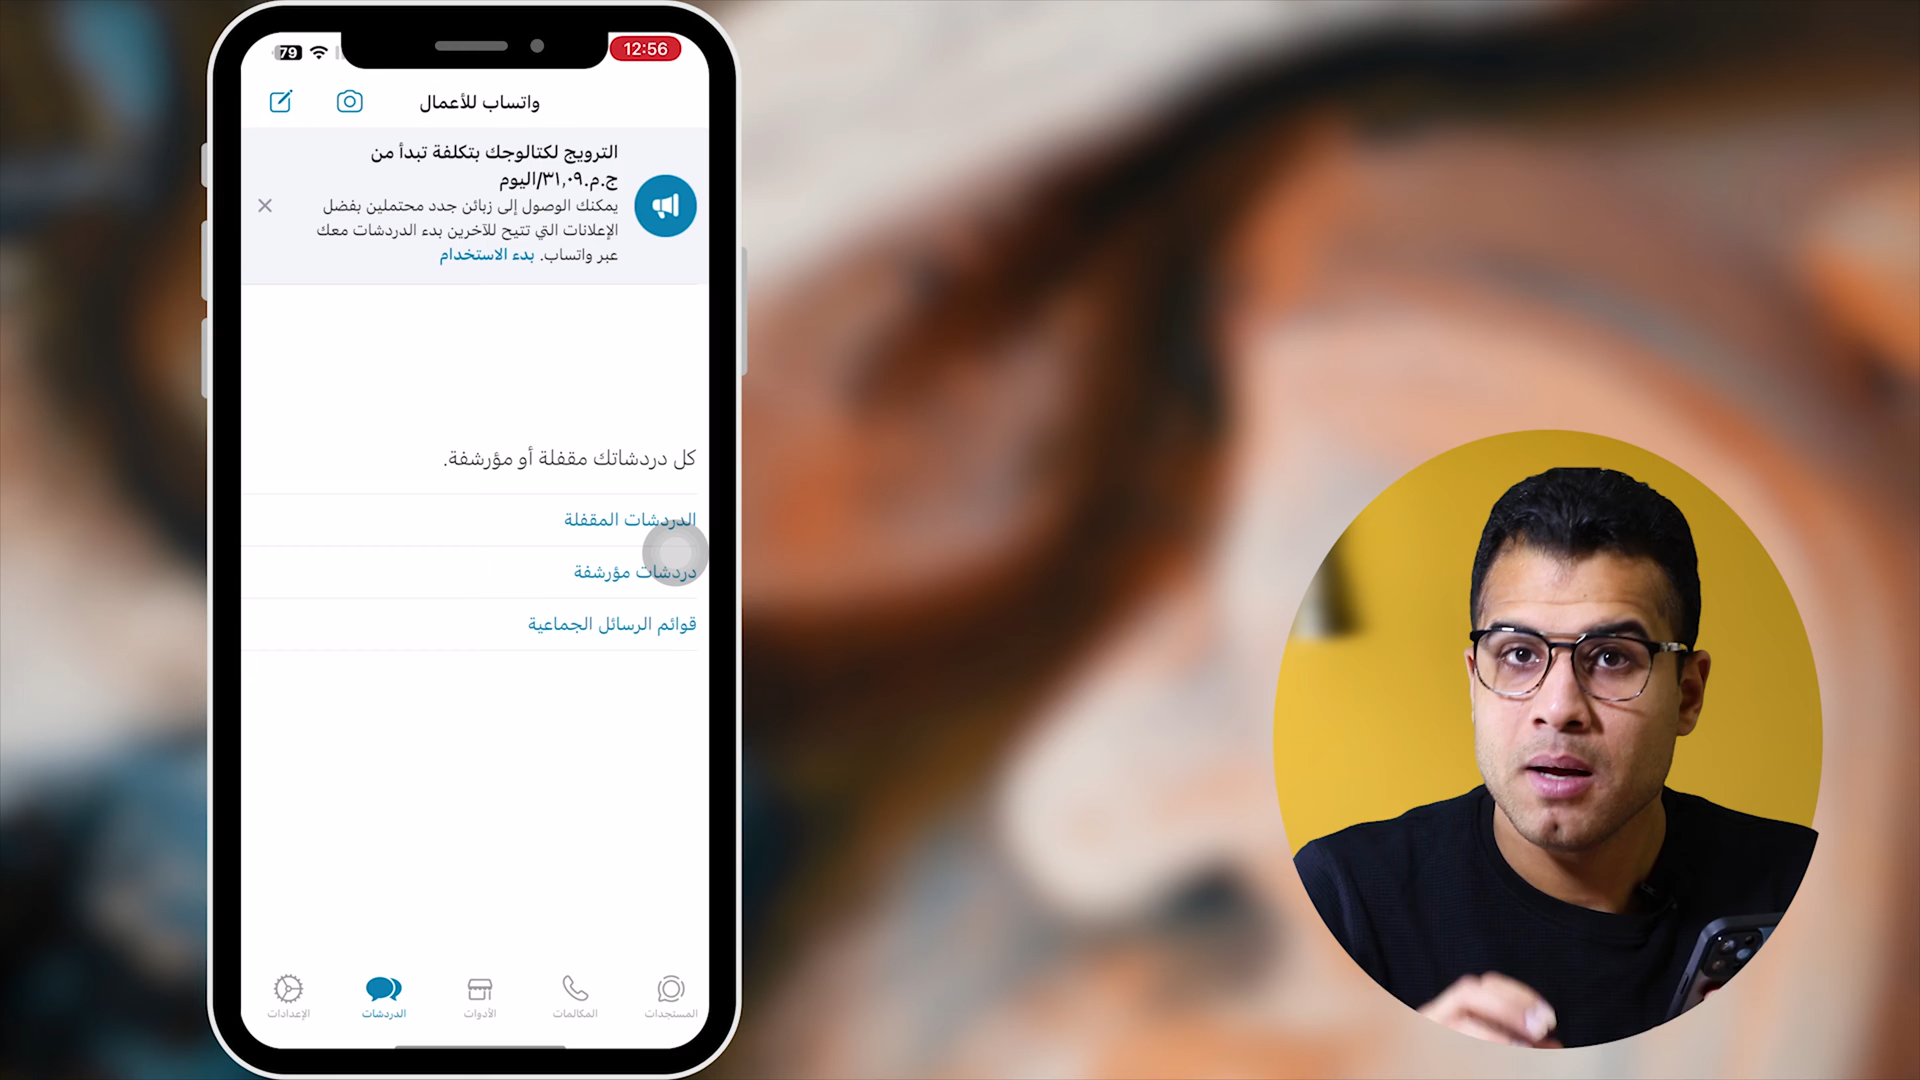 79
12:56
واتساب للأعمال
الترويج لكتالوجك بتكلفة تبدأ من
ج.م.٣١,٠٩/اليوم
يمكنك الوصول إلى زبائن جدد محتملين بفضل
الإعلانات التي تتيح للآخرين بدء الدردشات معك
عبر واتساب. بدء الاستخدام
كل دردشاتك مقفلة أو مؤرشفة.
الدردشات المقفلة
دردشات مؤرشفة
قوائم الرسائل الجماعية
المستجدات
المكالمات
الأدوات
الدردشات
الإعدادات